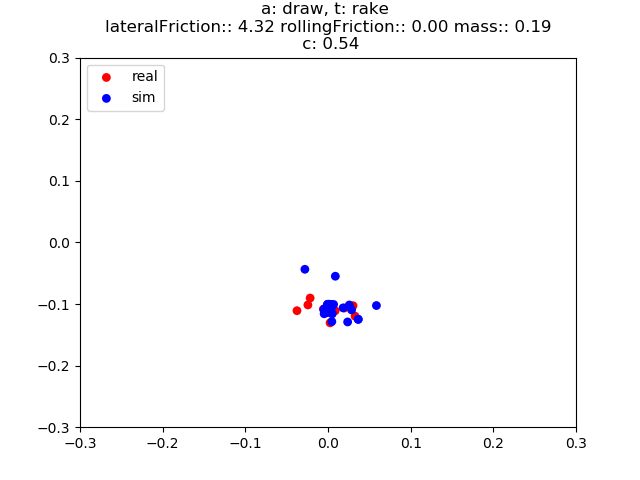 a: draw, t: rake
lateralFriction:: 4.32 rollingFriction:: 0.00 mass:: 0.19
c: 0.54
real
sim
0.3
0.2
0.1
0.0
−0.1
−0.2
−0.3
−0.3 −0.2 −0.1 0.0 0.1 0.2 0.3